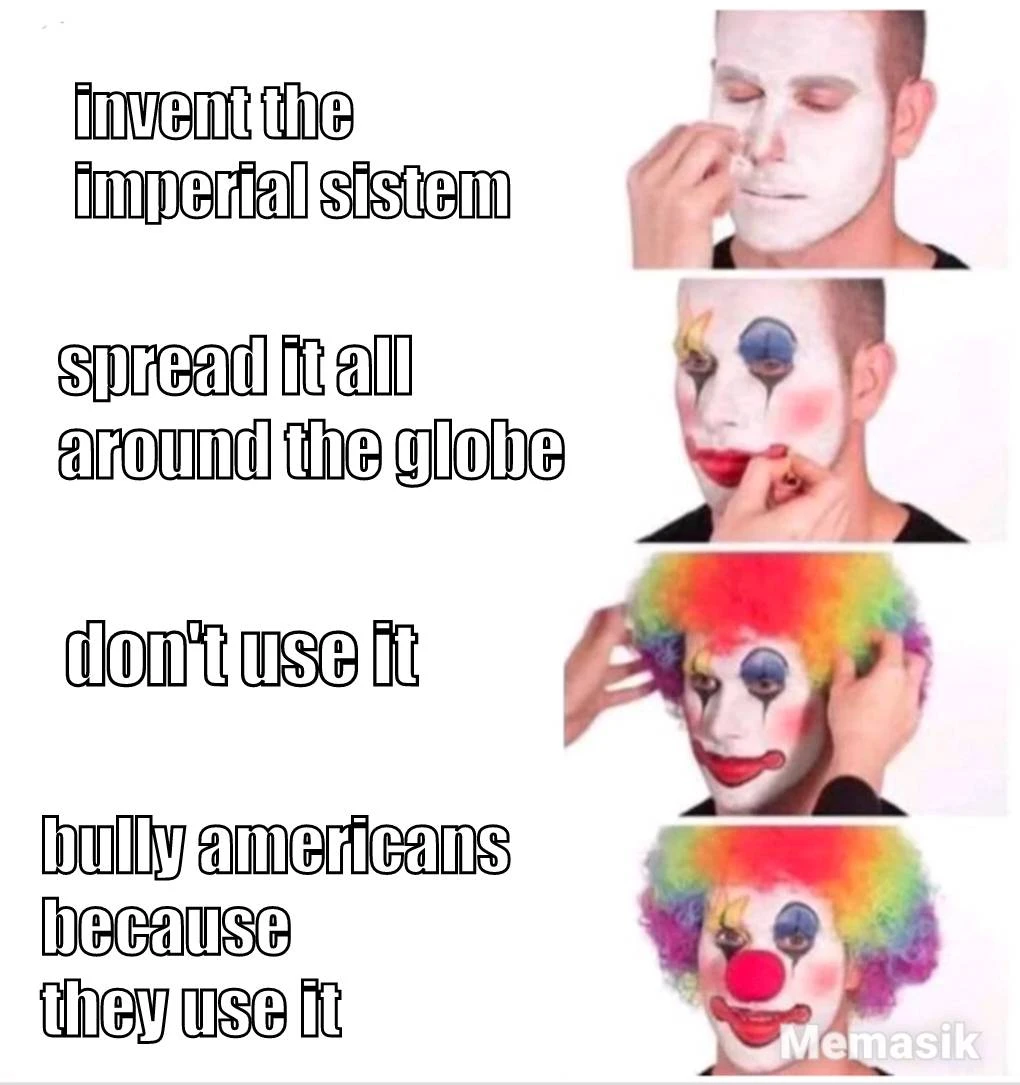 invent the
imperial sistem
spread it all
around the globe
don't use it
bully americans
because
they use it
Memasik